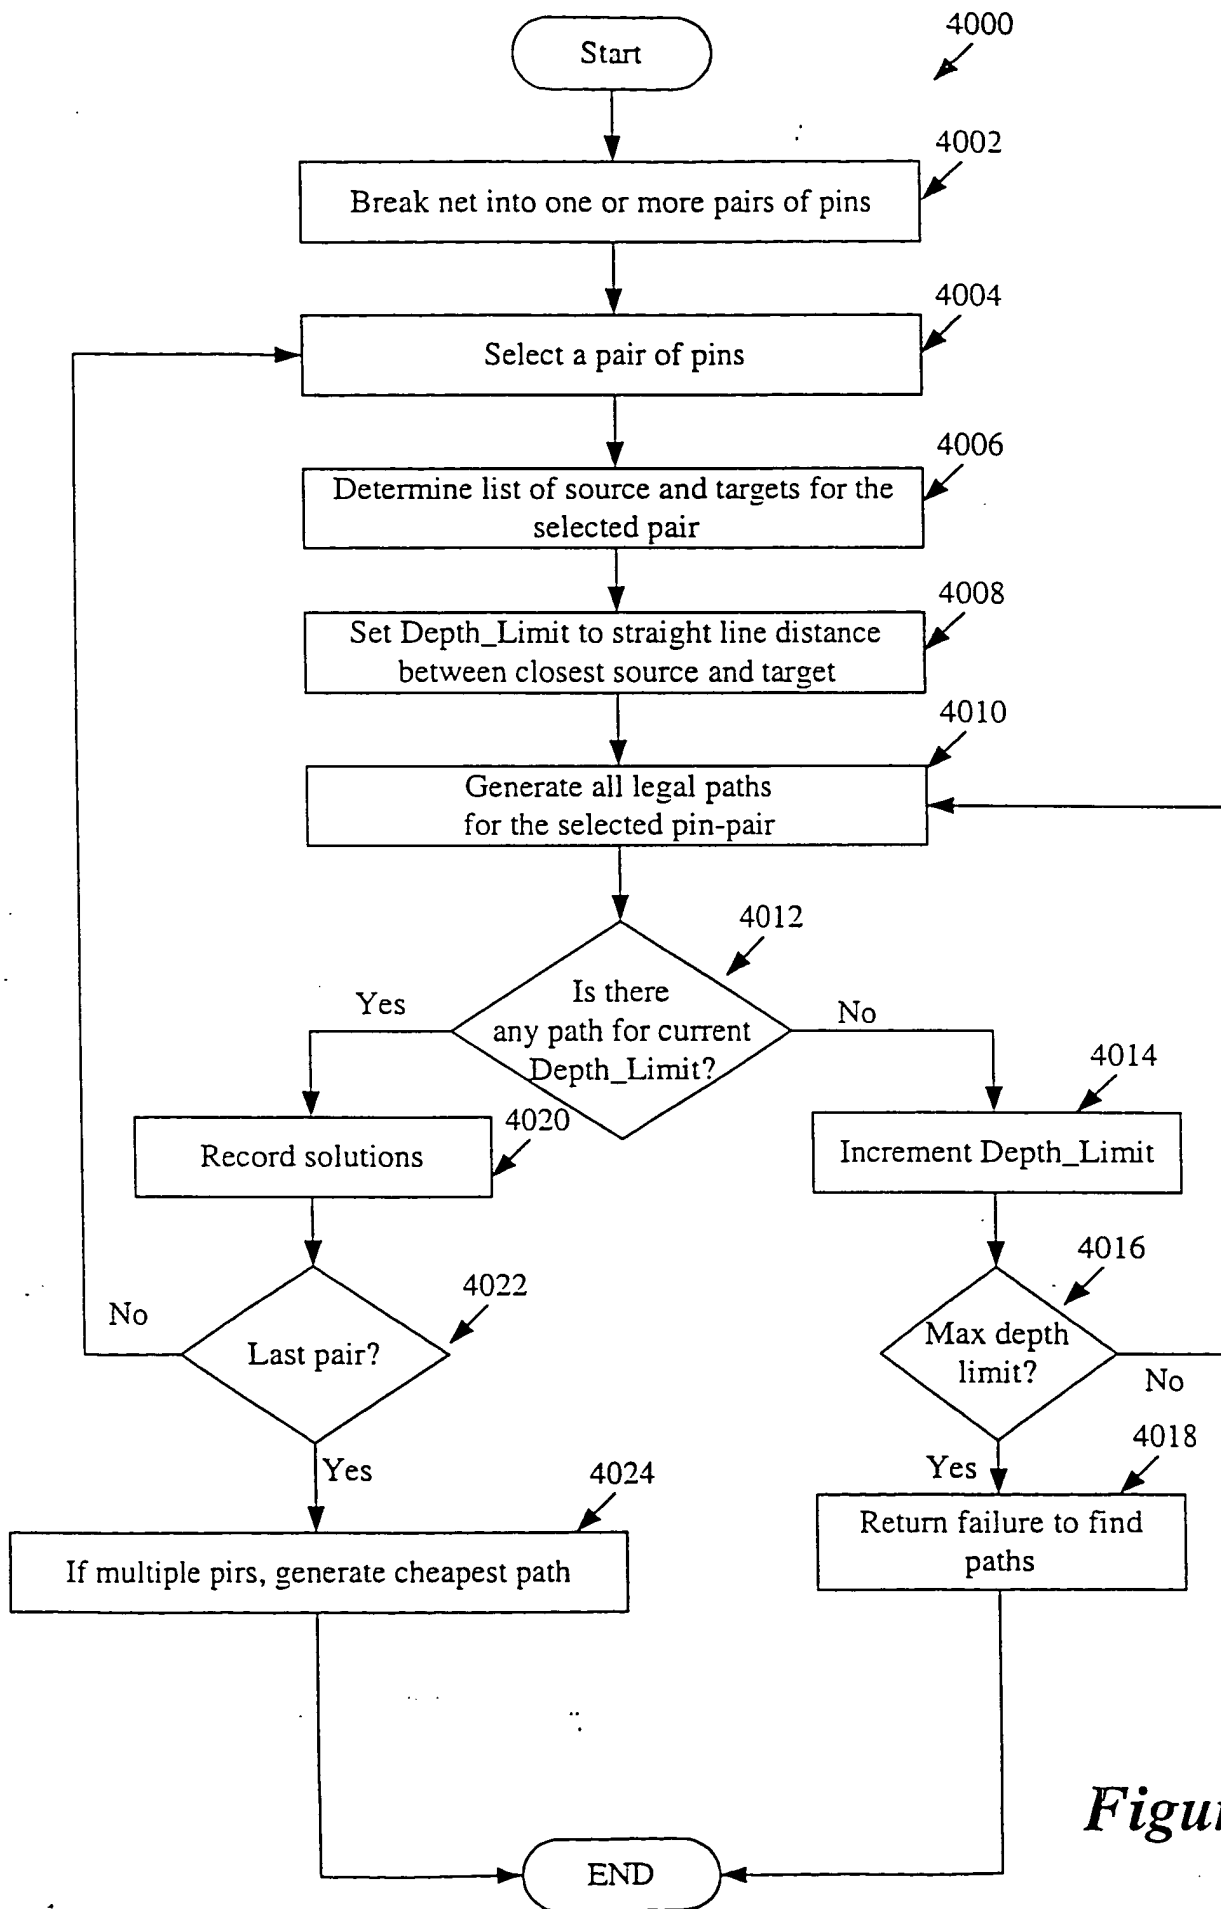 4000
Start
4002
Break net into one or more pairs of pins
4004
Select a pair of pins
4006
Determine list of source and targets for the
selected pair
4008
Set Depth_Limit to straight line distance
between closest source and target
4010
Generate all legal paths
for the selected pin-pair
4012
Is there
any path for current
Depth_Limit?
Yes
No
4014
Increment Depth_Limit
4020
Record solutions
4016
Max depth
limit?
No
4022
Last pair?
No
Yes
4018
Yes
Return failure to find
paths
4024
If multiple pirs, generate cheapest path
Figur
END